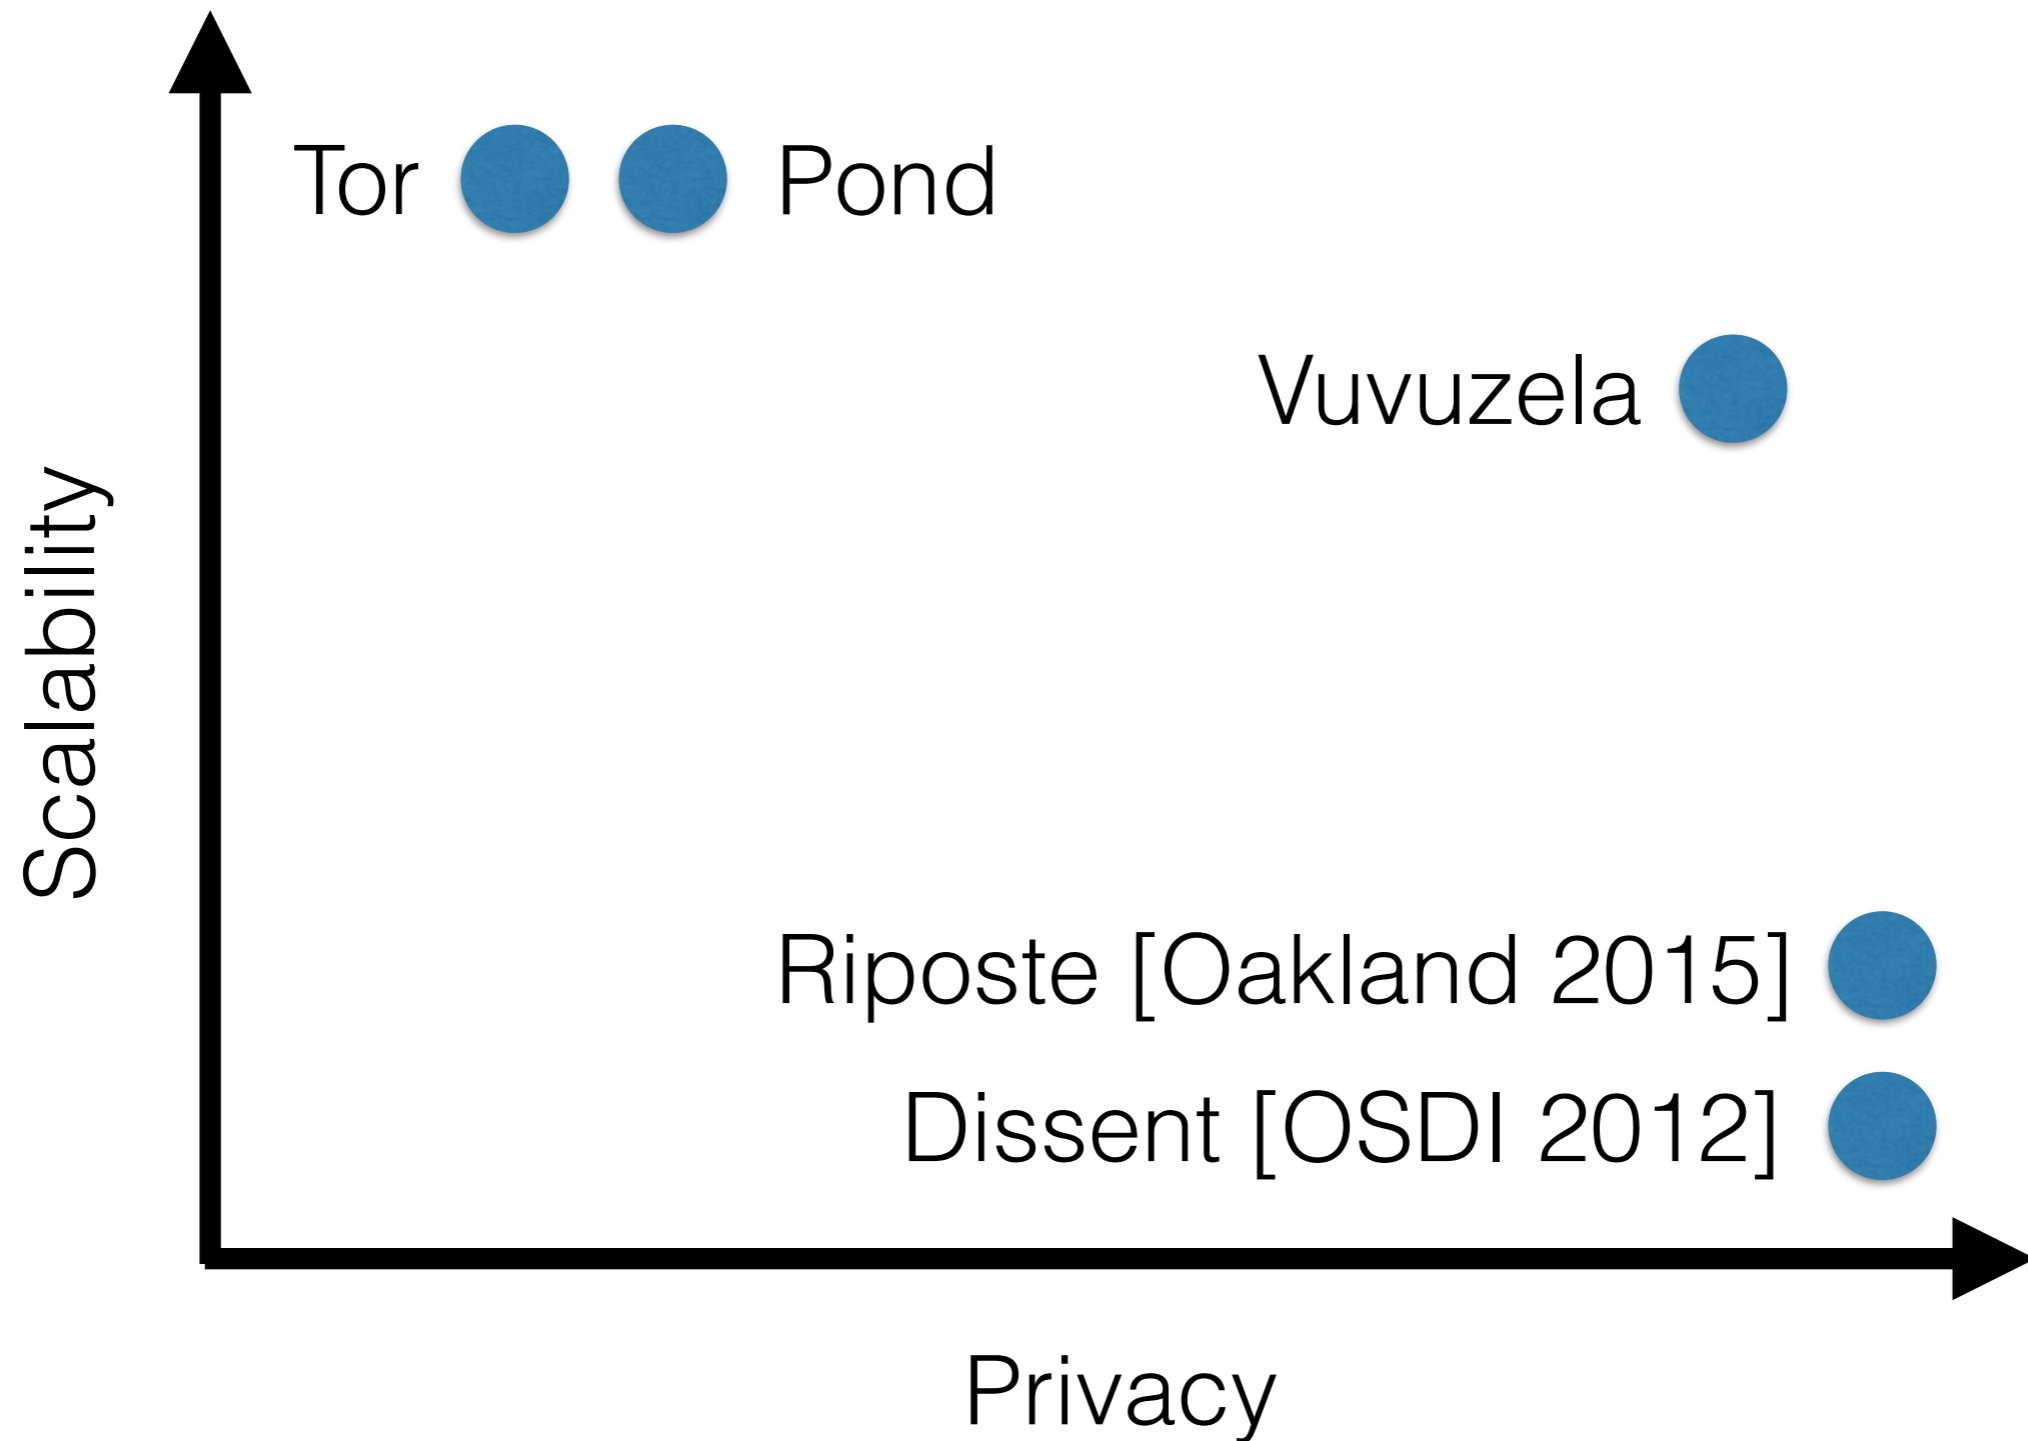 Tor
Pond
Vuvuzela
Scalability
Riposte [Oakland 2015]
Dissent [OSDI 2012]
Privacy